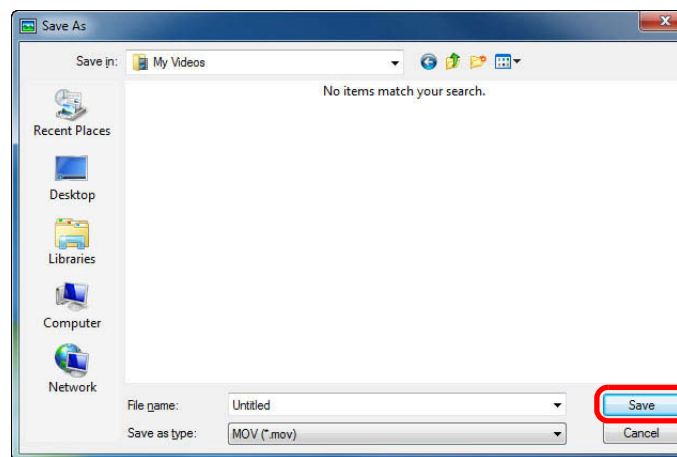 Save As
Save in: My Videos
No items match your search.
Recent Places
Desktop
Libraries
Computer
Network
File name: Untitled Save
Save as type: MOV (*.mov) Cancel